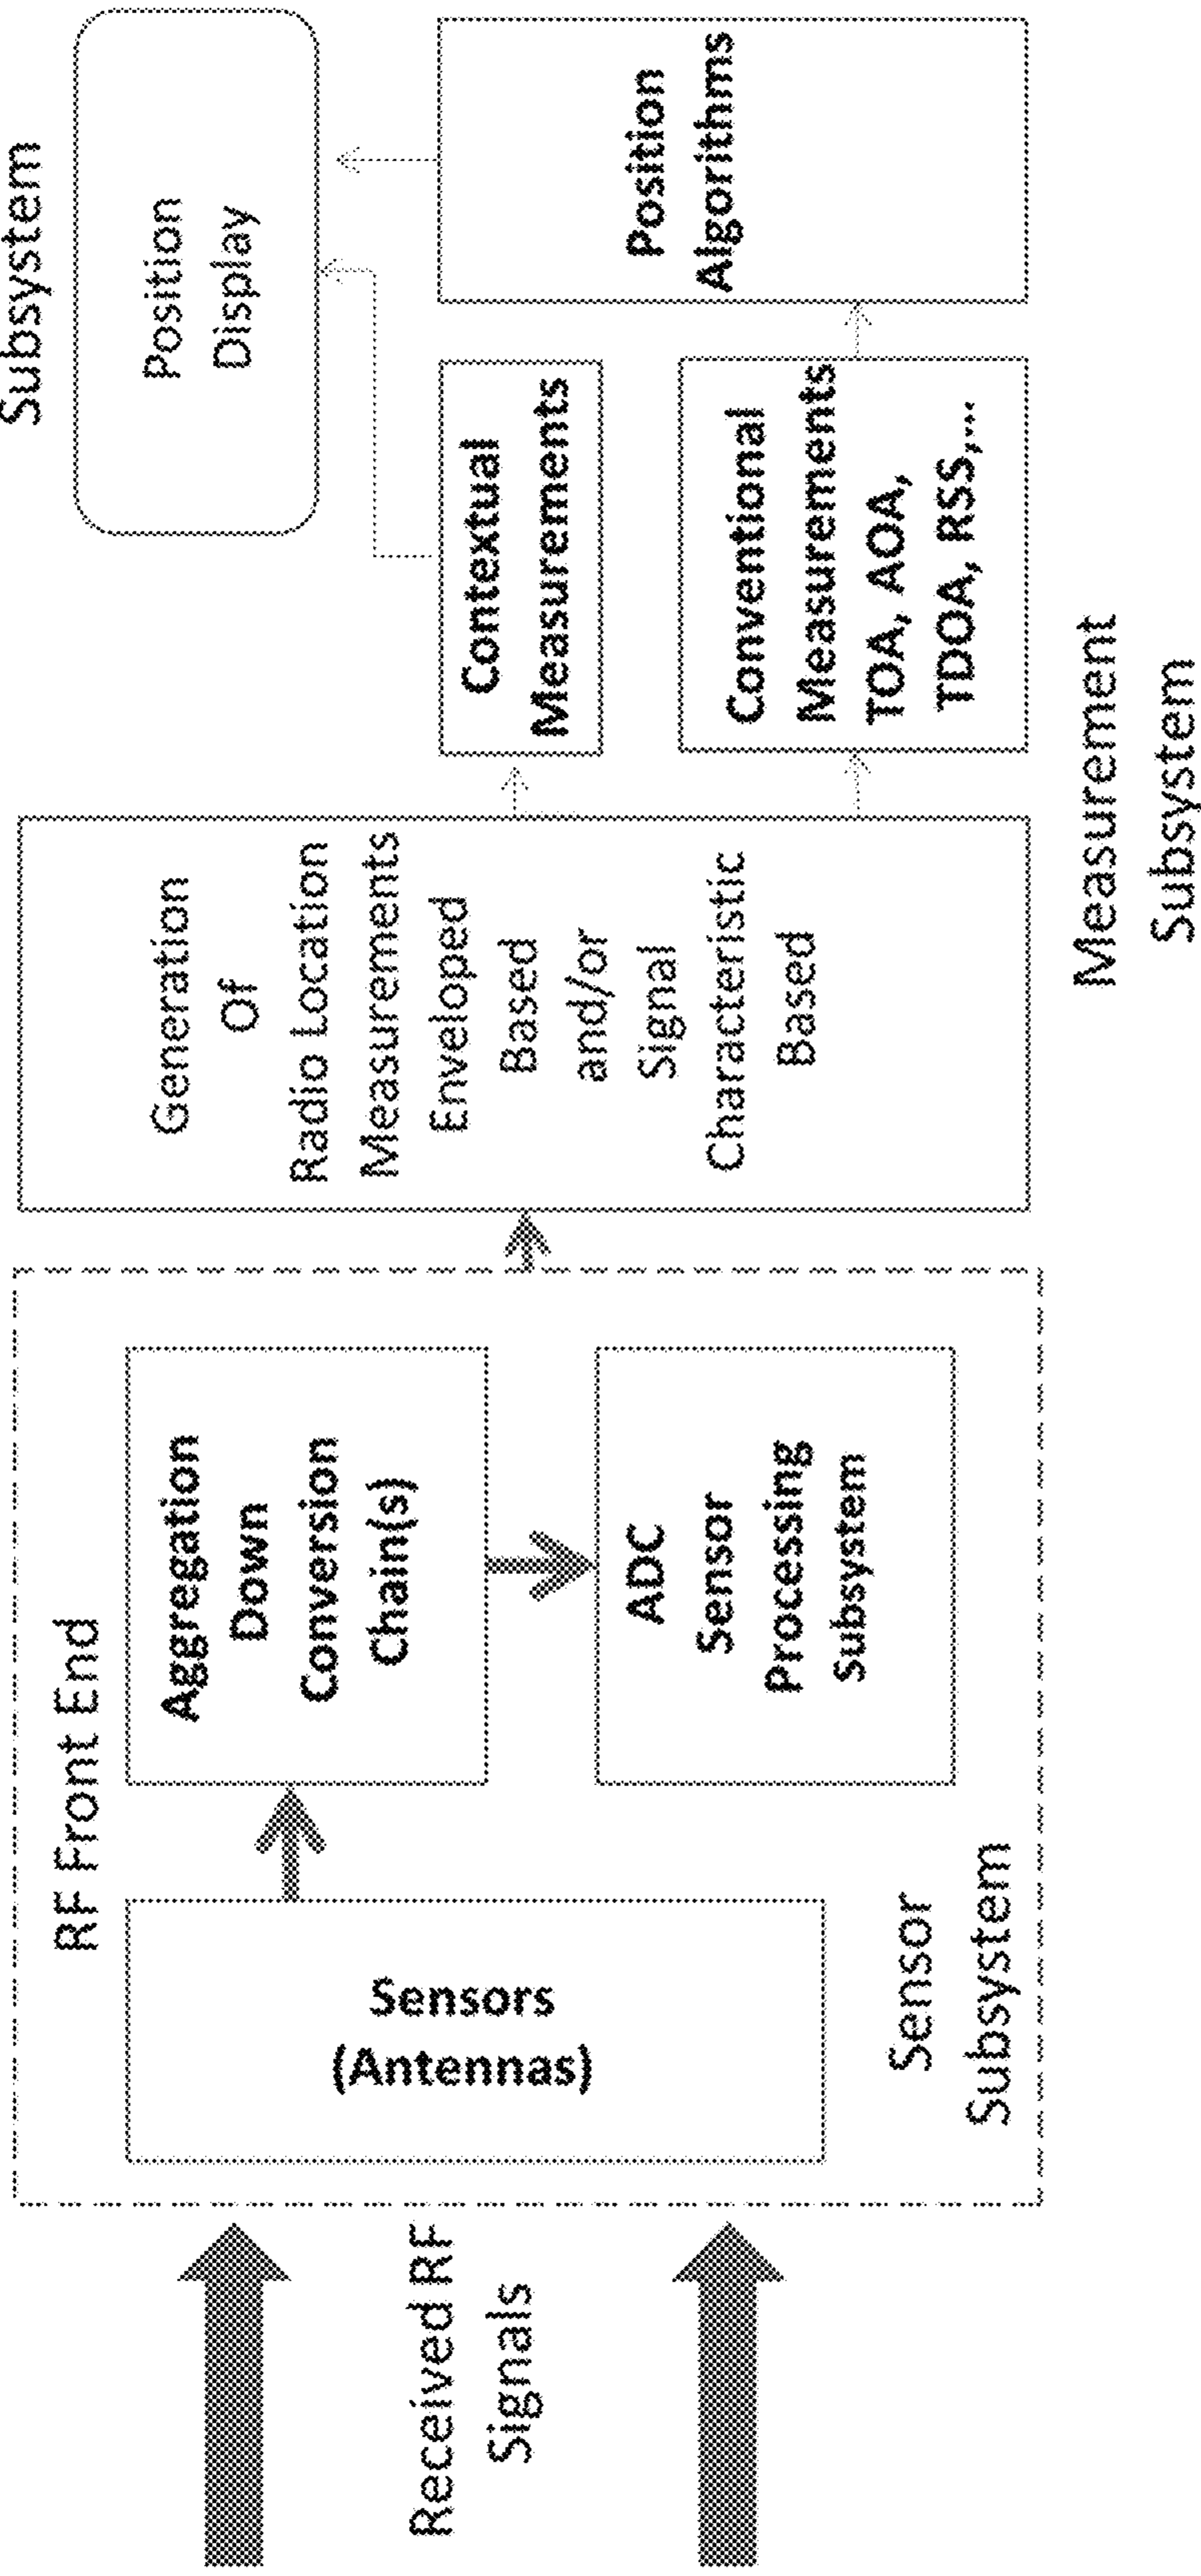 Received RF
Signals
RF Front End
Sensors
(Antennas)
Aggregation
Down
Conversion
Chain(s)
ADC
Sensor
Processing
Subsystem
Sensor
Subsystem
Generation
Of
Radio Location
Measurements
Enveloped
Based
and/or
Signal
Characteristic
Based
Contextual
Measurements
Conventional
Measurements
TOA, AOA,
TDOA, RSS,...
Measurement
Subsystem
Subsystem
Position
Display
Position
Algorithms